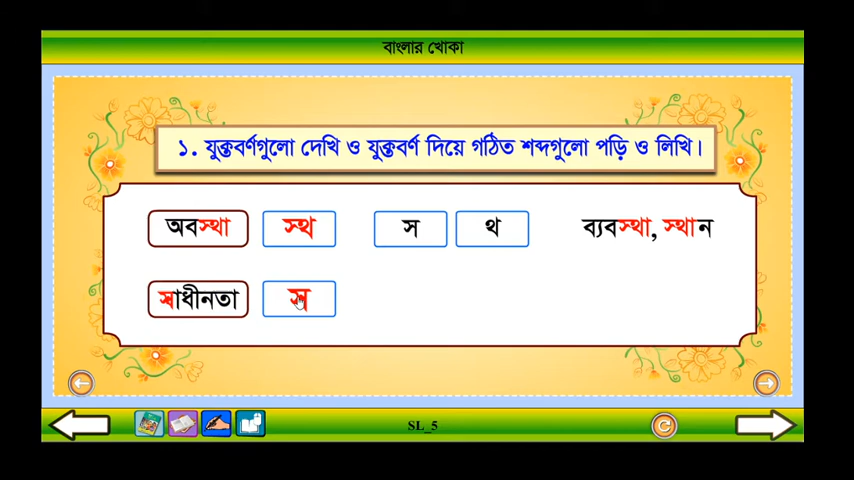 বাংলার খোকা
১. যুক্তবর্ণগুলো দেখি ও যুক্তবর্ণ দিয়ে গঠিত শব্দগুলো পড়ি ও লিখি।
অবস্থা স্থ স থ ব্যবস্থা, স্থান
স্বাধীনতা স্ব
SL_5